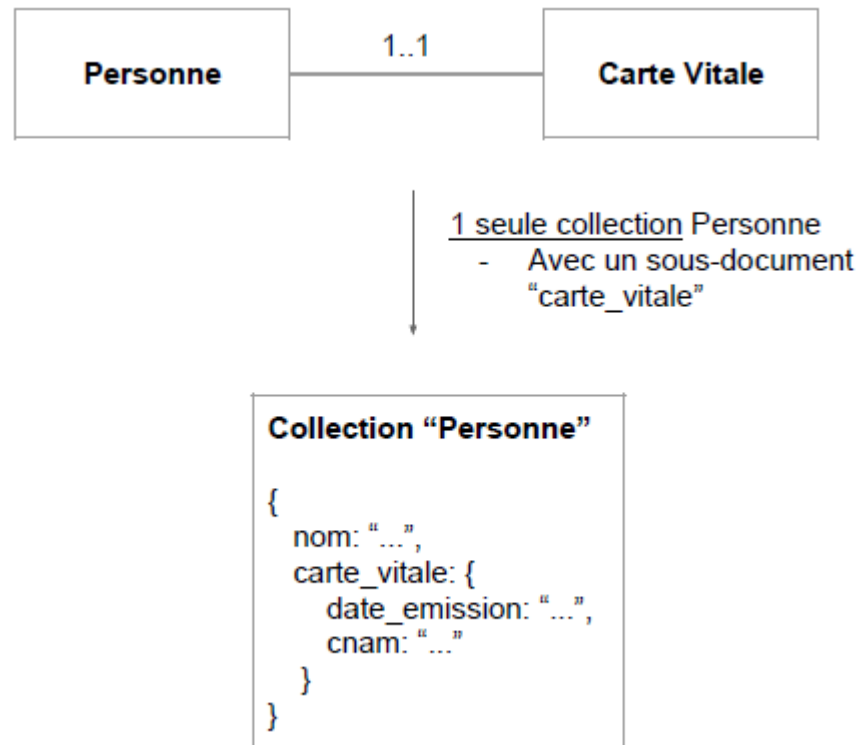 1..1
Personne
Carte Vitale
1 seule collection Personne
- Avec un sous-document
“carte_vitale”
Collection “Personne”
{
nom: “...”,
carte_vitale: {
date_emission: “...”,
cnam: “...”
}
}